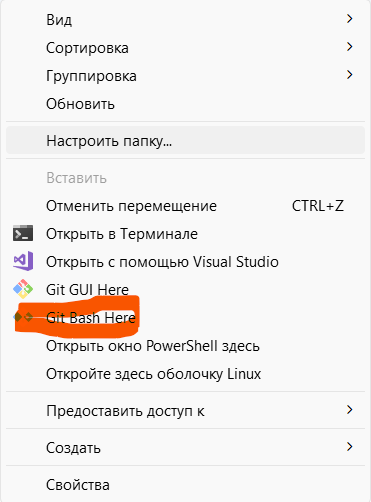 Вид
Сортировка
Группировка
Обновить
Настроить папку...
Вставить
Отменить перемещение CTRL+Z
Открыть в Терминале
Открыть с помощью Visual Studio
Git GUI Here
Git Bash Here
Открыть окно PowerShell здесь
Откройте здесь оболочку Linux
Предоставить доступ к
Создать
Свойства